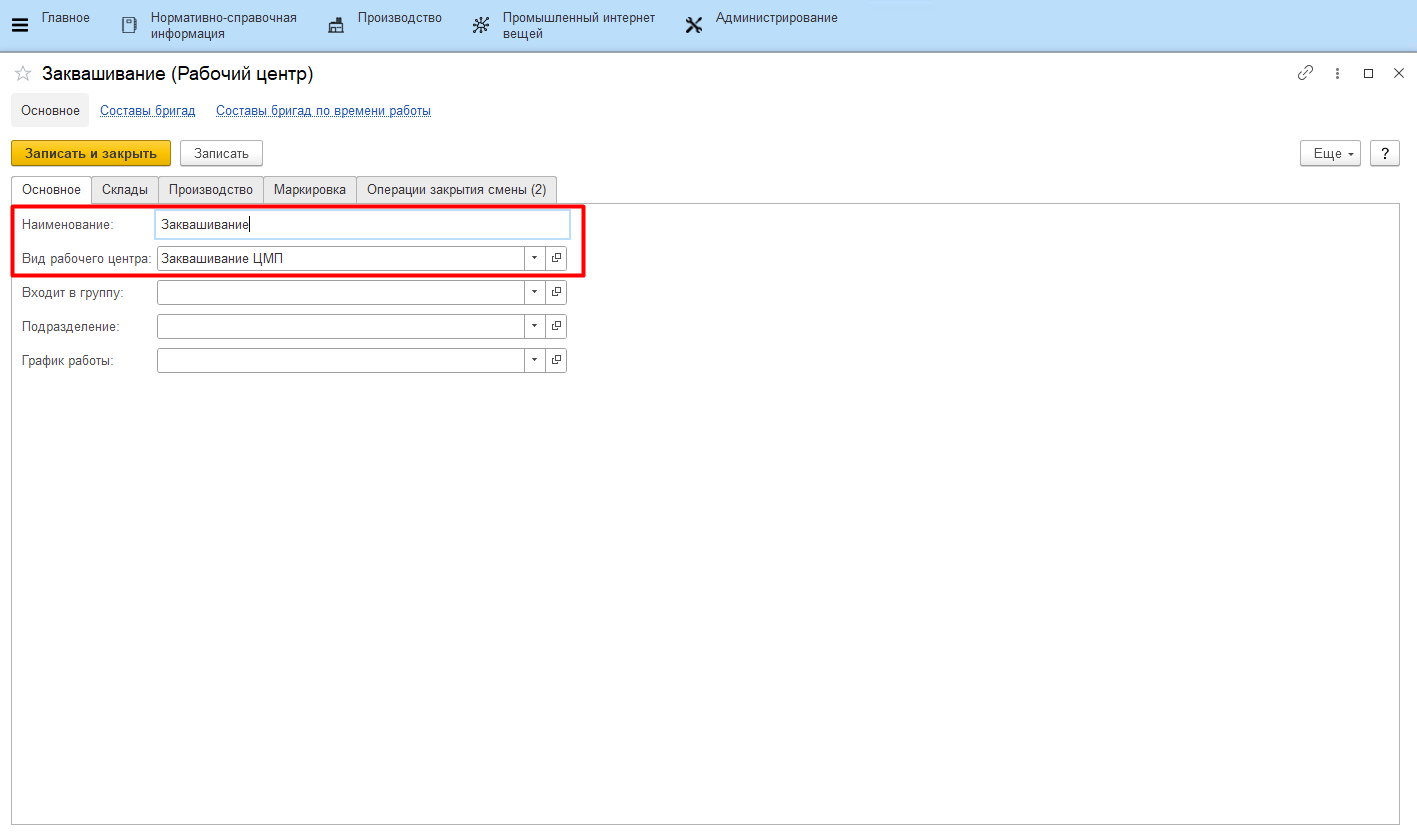 Главное
Нормативно-справочная
информация
Производство
Промышленный интернет
вещей
Администрирование
Заквашивание (Рабочий центр)
Основное Составы бригад Составы бригад по времени работы
Записать и закрыть Записать Еще ?
Основное Склады Производство Маркировка Операции закрытия смены (2)
Наименование: Заквашивание
Вид рабочего центра: Заквашивание ЦМП
Входит в группу:
Подразделение:
График работы: